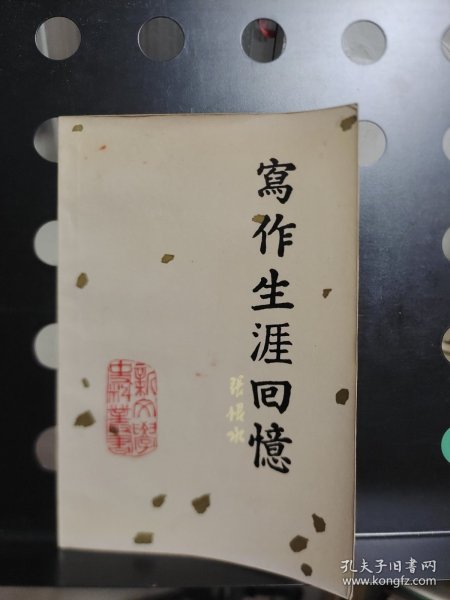 寫作生涯回憶
張恨水
新文學
史料叢書
孔夫子旧书网
www.kongfz.com